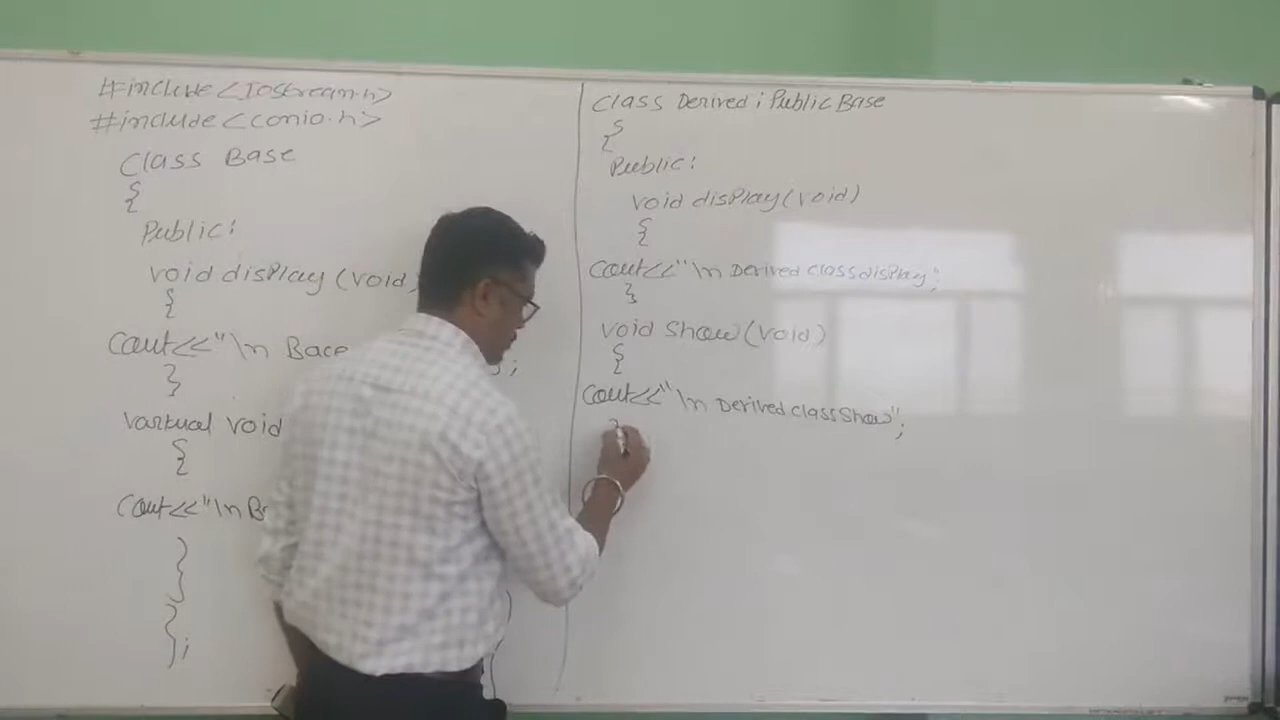 #include<Iostream.h>
#include<conio.h>
Class Base
{
Public:
void display (void)
{
Cout<<"\n Base
;
}
vartual void
{
Cout<<"\n B
}
};
Class Derived : Public Base
{
Public:
void display(void)
{
Cout<<"\n Derived class display";
}
void Show(void)
{
Cout<<"\n Derived class Show";
}